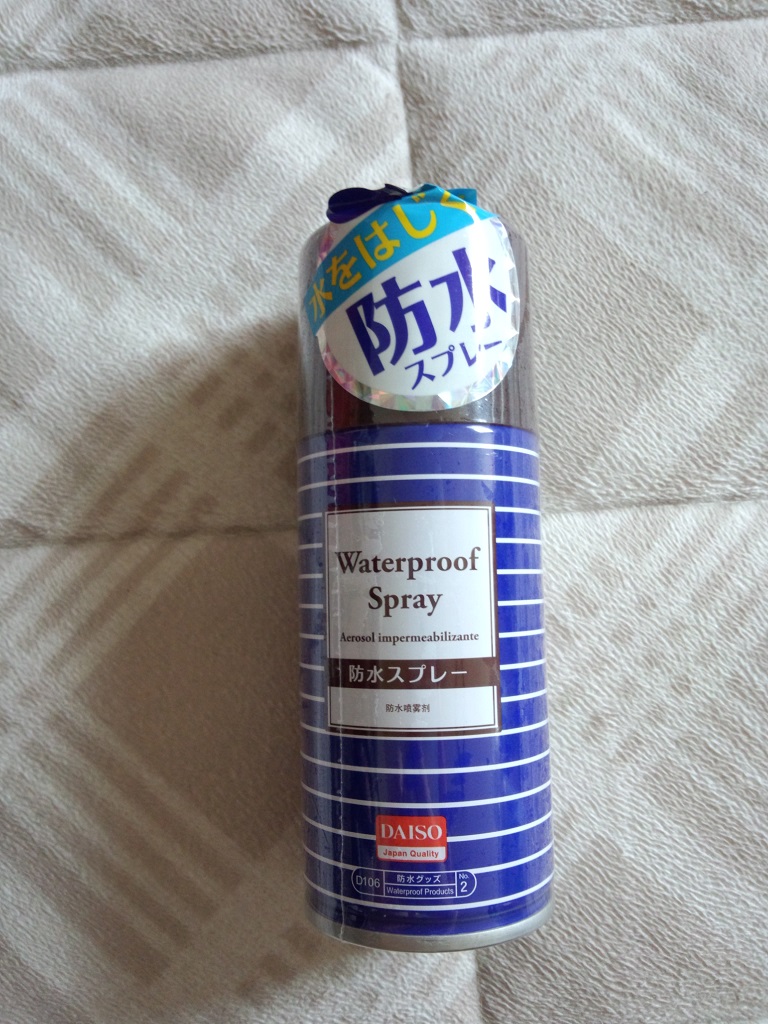 水をはじく
防水
スプレー
Waterproof
Spray
Aerosol impermeabilizante
防水スプレー
防水喷雾剂
DAISO
Japan Quality
D106 防水グッズ No.
Waterproof Products 2